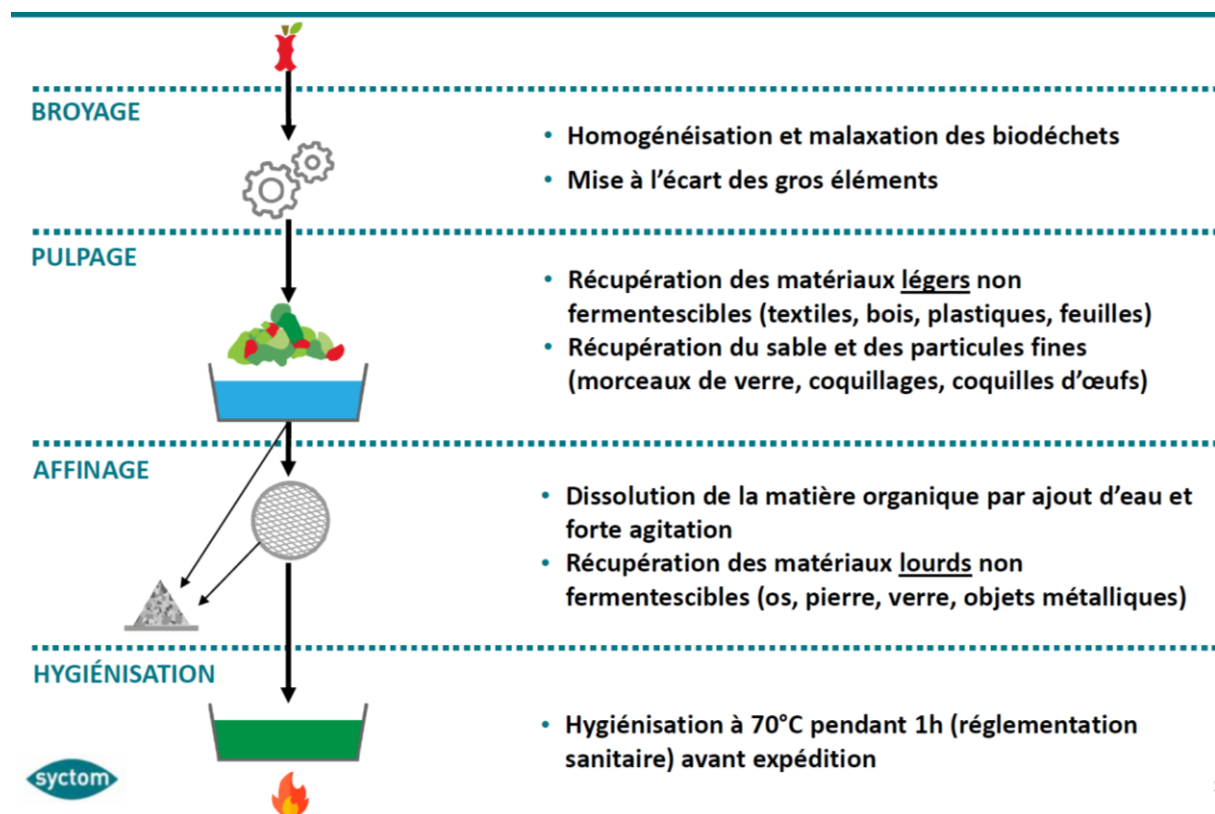 BROYAGE
• Homogénéisation et malaxation des biodéchets
• Mise à l’écart des gros éléments
PULPAGE
• Récupération des matériaux légers non
fermentescibles (textiles, bois, plastiques, feuilles)
• Récupération du sable et des particules fines
(morceaux de verre, coquillages, coquilles d’œufs)
AFFINAGE
• Dissolution de la matière organique par ajout d’eau et
forte agitation
• Récupération des matériaux lourds non
fermentescibles (os, pierre, verre, objets métalliques)
HYGIÉNISATION
• Hygiénisation à 70°C pendant 1h (réglementation
sanitaire) avant expédition
syctom